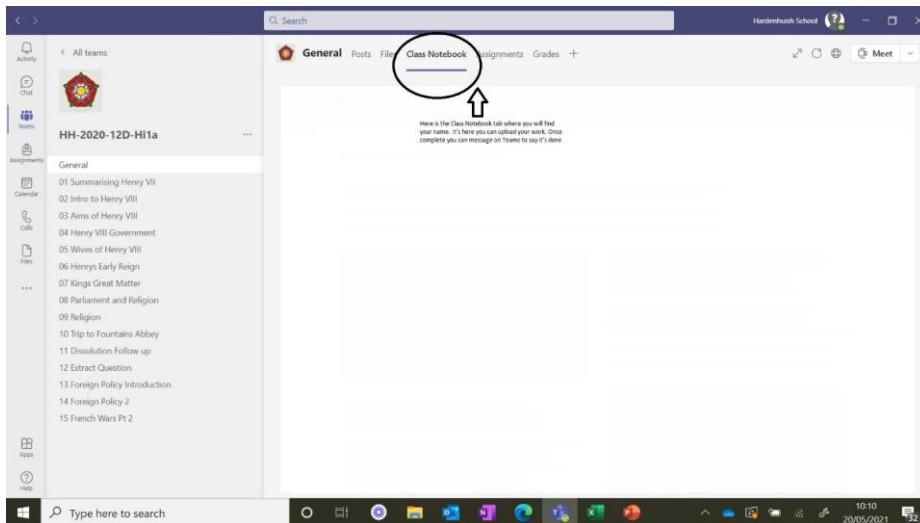 Search
Hardenhuish School
Activity
Chat
Teams
Assignments
Calendar
Calls
Files
Apps
Help
All teams
HH-2020-12D-Hi1a
General
01 Summarising Henry VII
02 Intro to Henry VIII
03 Aims of Henry VIII
04 Henry VIII Government
05 Wives of Henry VIII
06 Henrys Early Reign
07 Kings Great Matter
08 Parliament and Religion
09 Religion
10 Trip to Fountains Abbey
11 Dissolution Follow up
12 Extract Question
13 Foreign Policy Introduction
14 Foreign Policy 2
15 French Wars Pt 2
General Posts Files Class Notebook Assignments Grades +
Meet
Here is the Class Notebook tab where you will find
your name. It's here you can upload your work. Once
complete you can message on Teams to say it's done
Type here to search
10:10
20/05/2021